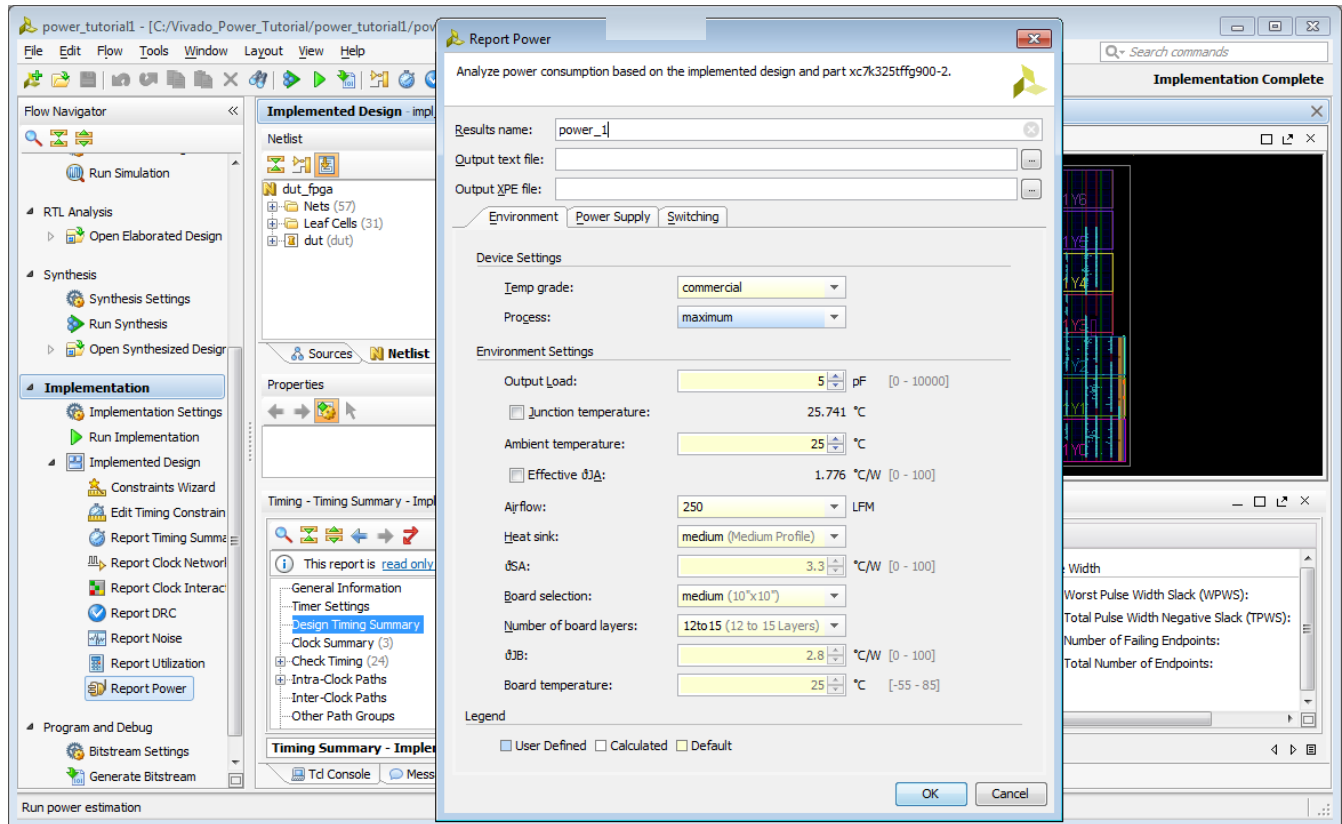 power_tutorial1 - [C:/Vivado_Power_Tutorial/power_tutorial1/pov
File Edit Flow Tools Window Layout View Help
Search commands
Implementation Complete
Flow Navigator
Run Simulation
RTL Analysis
Open Elaborated Design
Synthesis
Synthesis Settings
Run Synthesis
Open Synthesized Desigr
Implementation
Implementation Settings
Run Implementation
Implemented Design
Constraints Wizard
Edit Timing Constrain
Report Timing Summa
Report Clock Networl
Report Clock Interac
Report DRC
Report Noise
Report Utilization
Report Power
Program and Debug
Bitstream Settings
Generate Bitstream
Run power estimation
Implemented Design - impl
Netlist
dut_fpga
Nets (57)
Leaf Cells (31)
dut (dut)
Sources Netlist
Properties
Timing - Timing Summary - Impl
This report is read only
General Information
Timer Settings
Design Timing Summary
Clock Summary (3)
Check Timing (24)
Intra-Clock Paths
Inter-Clock Paths
Other Path Groups
Timing Summary - Impler
Tcl Console Mess
Report Power
Analyze power consumption based on the implemented design and part xc7k325tffg900-2.
Results name: power_1
Output text file:
...
Output XPE file:
...
Environment Power Supply Switching
Device Settings
Temp grade: commercial
Process: maximum
Environment Settings
Output Load: 5 pF [0 - 10000]
Junction temperature: 25.741 °C
Ambient temperature: 25 °C
Effective ϑJA: 1.776 °C/W [0 - 100]
Airflow: 250 LFM
Heat sink: medium (Medium Profile)
ϑSA: 3.3 °C/W [0 - 100]
Board selection: medium (10"x10")
Number of board layers: 12to15 (12 to 15 Layers)
ϑJB: 2.8 °C/W [0 - 100]
Board temperature: 25 °C [-55 - 85]
Legend
User Defined Calculated Default
OK Cancel
1Y6
1Y5
1Y4
1Y3
Y2
1Y1
1Y0
e Width
Worst Pulse Width Slack (WPWS):
Total Pulse Width Negative Slack (TPWS):
Number of Failing Endpoints:
Total Number of Endpoints: